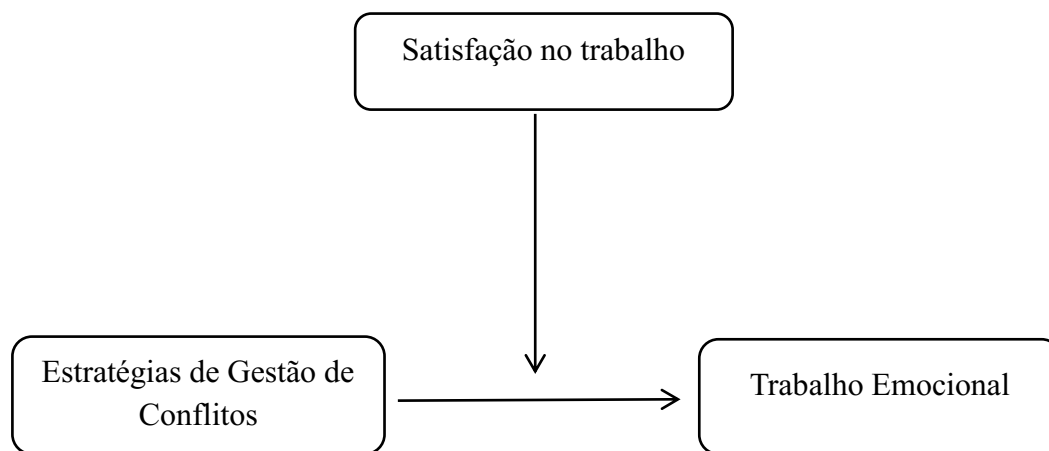 Satisfação no trabalho
Estratégias de Gestão de
Conflitos
Trabalho Emocional